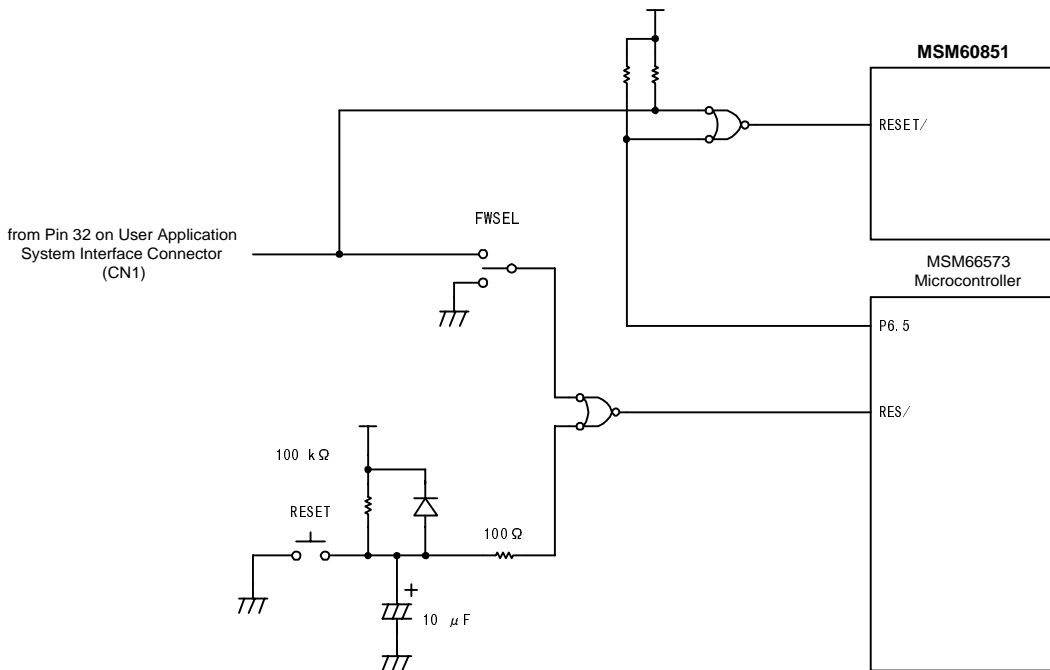 MSM60851
RESET/
from Pin 32 on User Application
System Interface Connector
(CN1)
FWSEL
MSM66573
Microcontroller
P6.5
RES/
100 kΩ
RESET
100Ω
10 μF
+